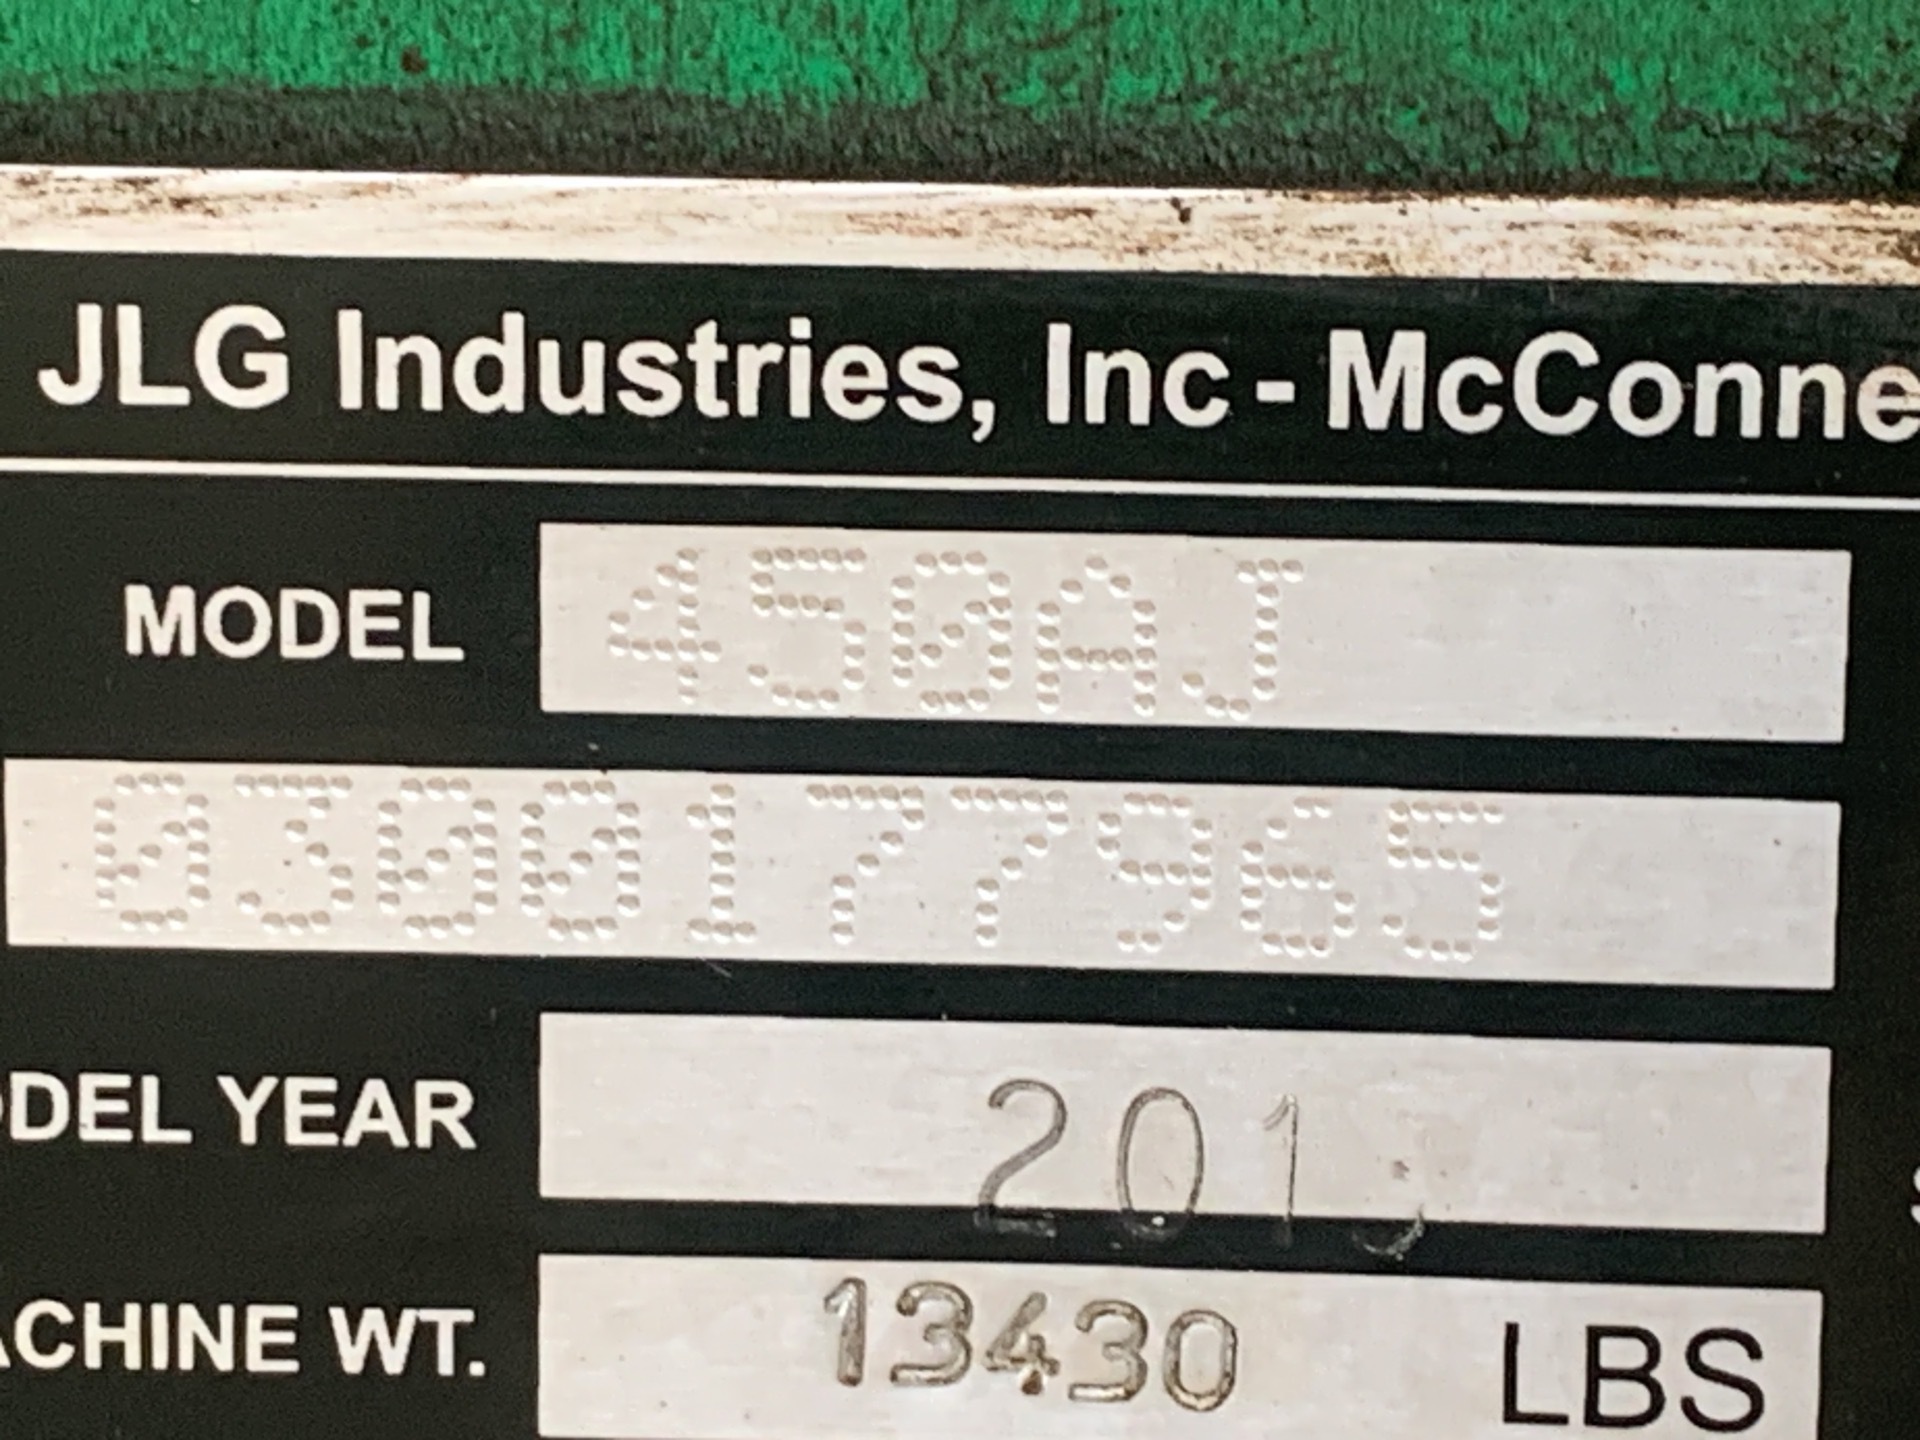 JLG Industries, Inc - McConne
MODEL 450AJ
0300177965
DEL YEAR 201
CHINE WT. 13430 LBS